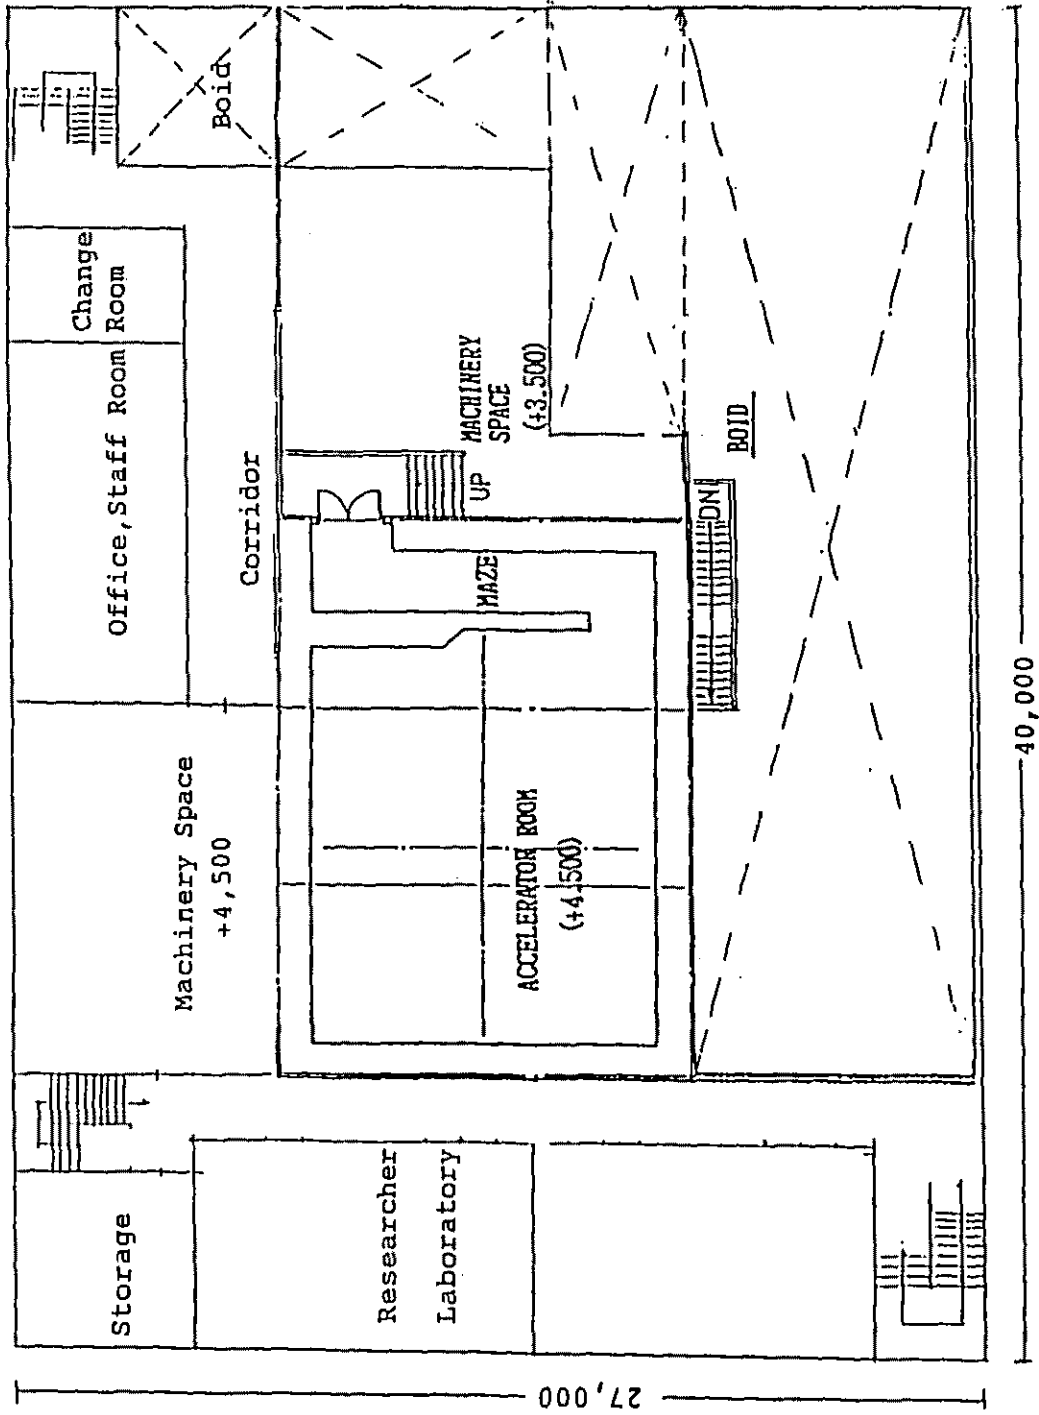 Storage
Machinery Space
+4,500
Office,Staff Room
Change
Room
Boid
Corridor
Researcher
Laboratory
MAZE
UP
MACHINERY
SPACE
(+3.500)
ACCELERATOR ROOM
(+4.500)
DN
BOID
27,000
40,000